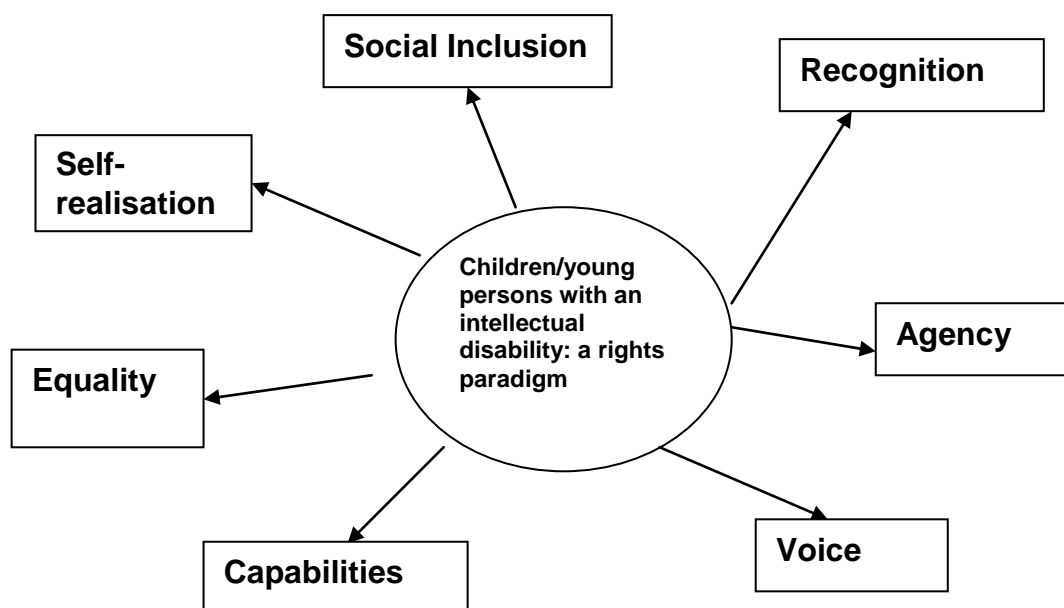 Social Inclusion
Recognition
Self-
realisation
Children/young
persons with an
intellectual
disability: a rights
paradigm
Agency
Equality
Voice
Capabilities